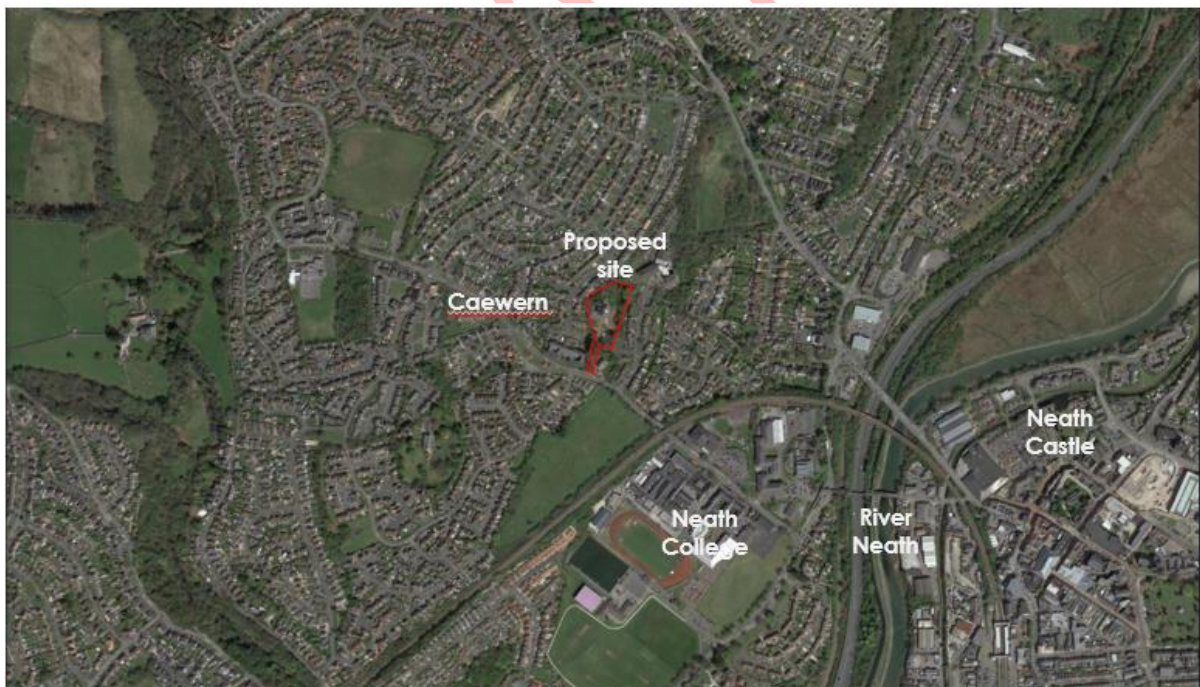 Proposed
site
Caewern
Neath
Castle
Neath
College
River
Neath